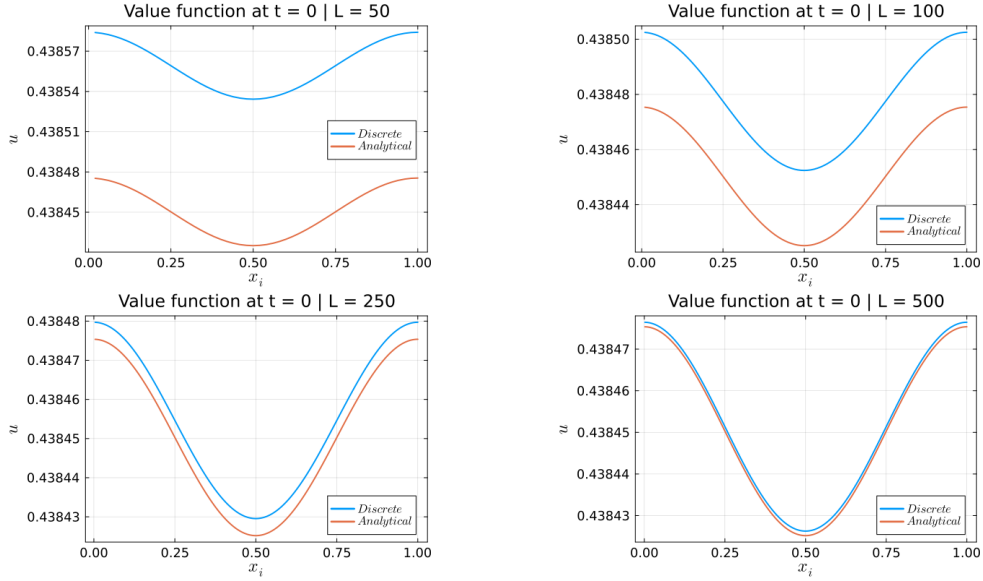 Value function at t = 0 | L = 50
0.43857
0.43854
0.43851
0.43848
0.43845
u
Discrete
Analytical
0.00 0.25 0.50 0.75 1.00
x_i
Value function at t = 0 | L = 100
0.43850
0.43848
0.43846
0.43844
u
Discrete
Analytical
0.00 0.25 0.50 0.75 1.00
x_i
Value function at t = 0 | L = 250
0.43848
0.43847
0.43846
0.43845
0.43844
0.43843
u
Discrete
Analytical
0.00 0.25 0.50 0.75 1.00
x_i
Value function at t = 0 | L = 500
0.43847
0.43846
0.43845
0.43844
0.43843
u
Discrete
Analytical
0.00 0.25 0.50 0.75 1.00
x_i